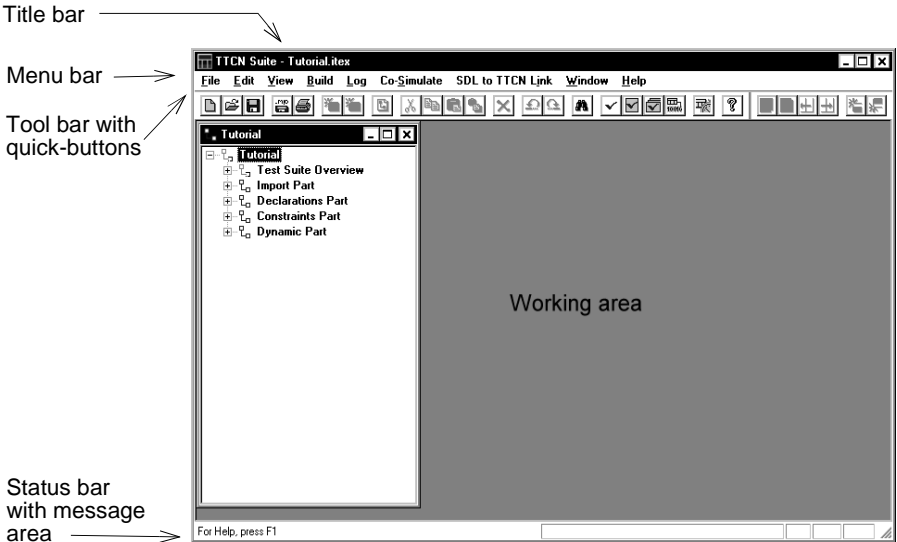 Title bar
TTCN Suite - Tutorial.itex
Menu bar
File Edit View Build Log Co-Simulate SDL to TTCN Link Window Help
Tool bar with
quick-buttons
Tutorial
Tutorial
Test Suite Overview
Import Part
Declarations Part
Constraints Part
Dynamic Part
Working area
Status bar
with message
area
For Help, press F1